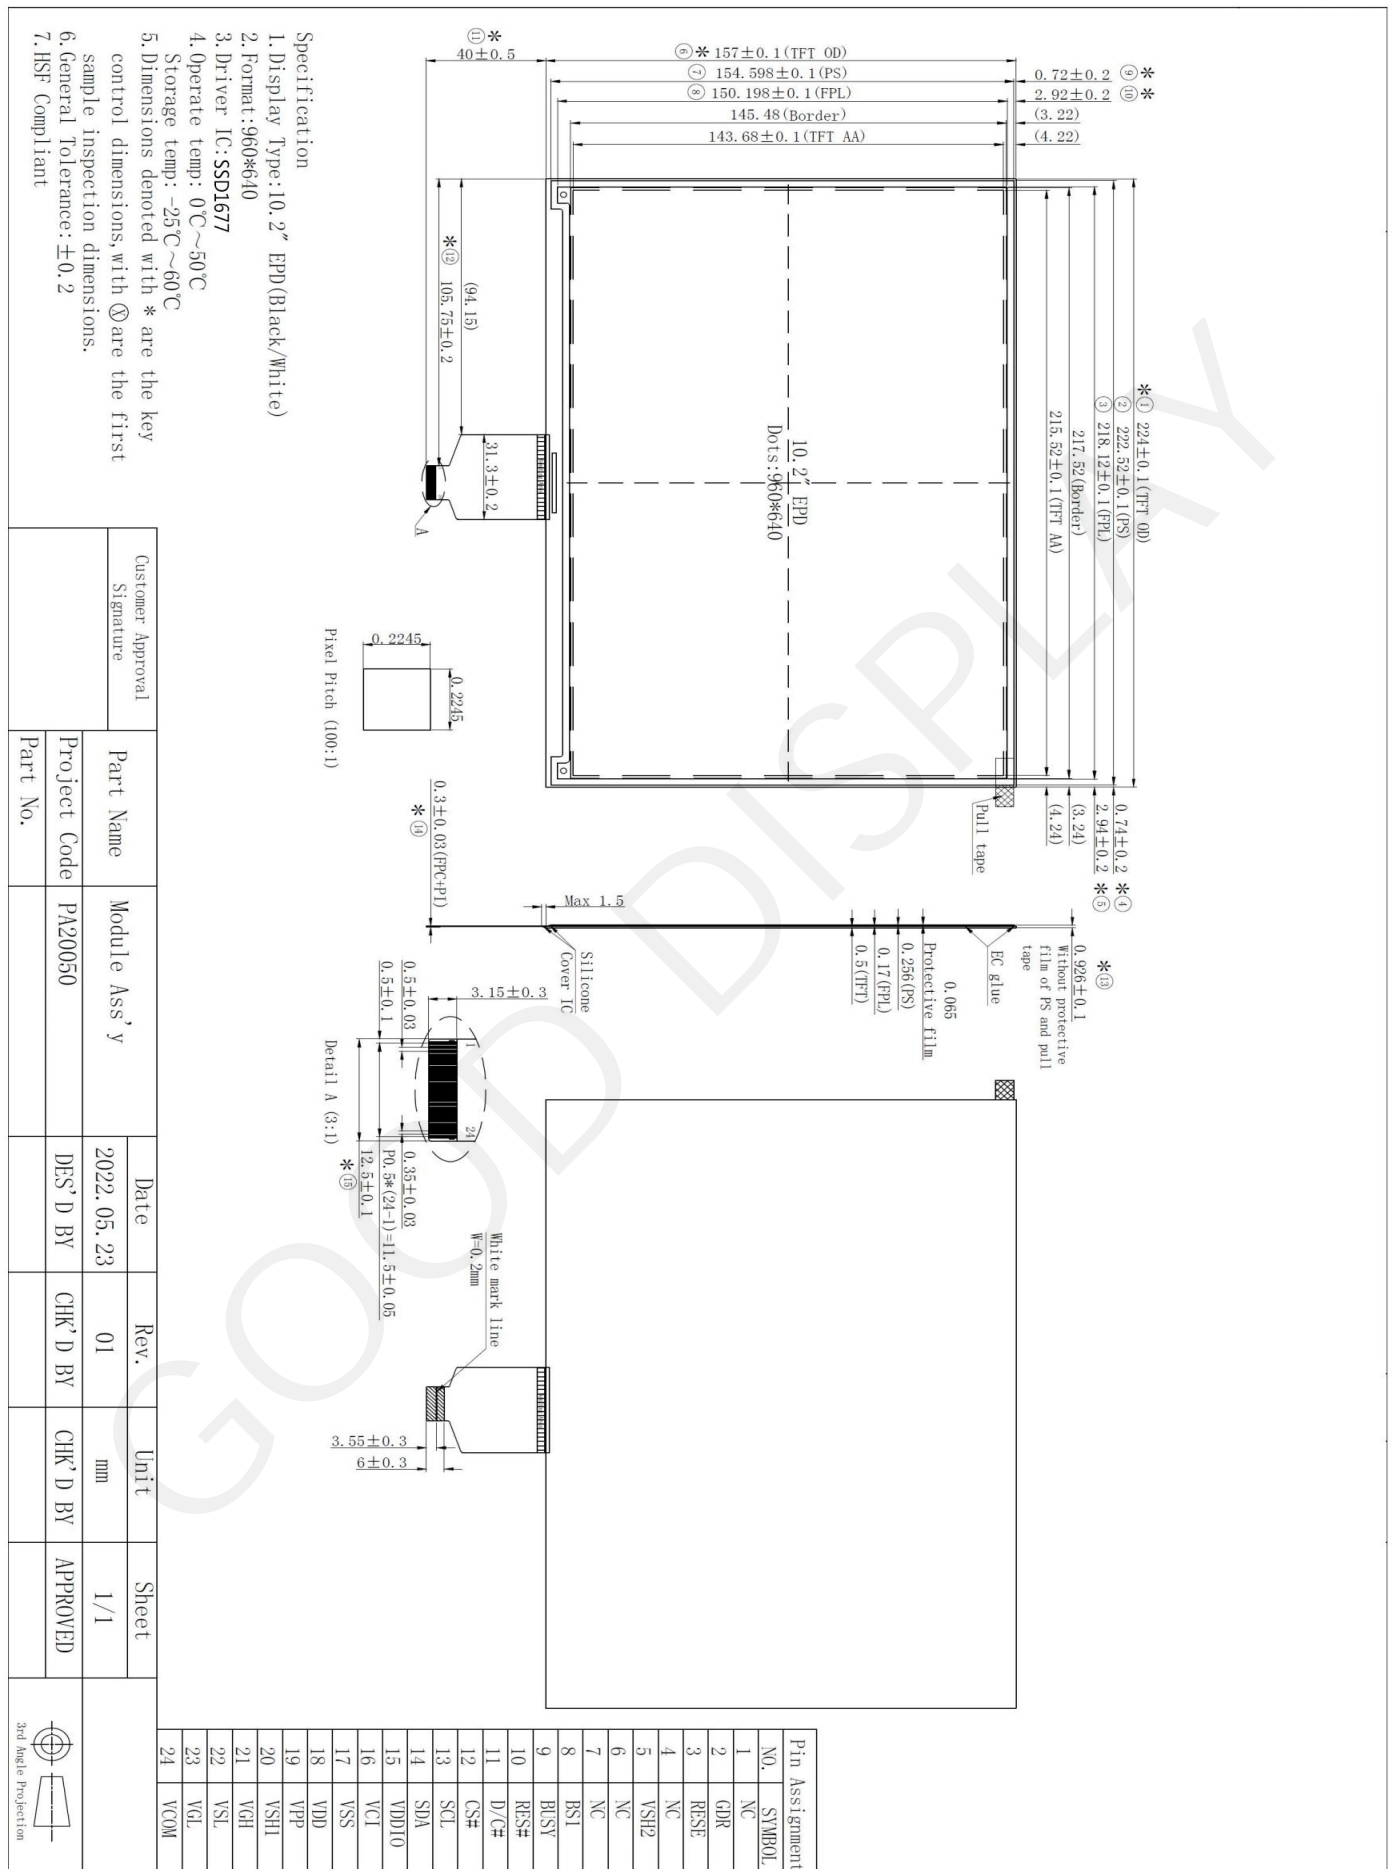 ⑪*
40±0.5
⑥* 157±0.1(TFT OD)
⑦ 154.598±0.1(PS)
⑧ 150.198±0.1(FPL)
145.48(Border)
143.68±0.1(TFT AA)
0.72±0.2 ⑨*
2.92±0.2 ⑩*
(3.22)
(4.22)
*① 224±0.1(TFT OD)
② 222.52±0.1(PS)
③ 218.12±0.1(FPL)
217.52(Border)
215.52±0.1(TFT AA)
0.74±0.2 *④
2.94±0.2 *⑤
(3.24)
(4.24)
Pull tape
10.2" EPD
Dots:960*640
(94.15)
*⑫ 105.75±0.2
31.3±0.2
A
0.2245
0.2245
Pixel Pitch (100:1)
*⑬
0.926±0.1
Without protective
film of PS and pull
tape
EC glue
0.065
Protective film
0.256(PS)
0.17(FPL)
0.5(TFT)
Max 1.5
Silicone
Cover IC
0.3±0.03(FPC+PI)
*⑭
3.15±0.3
0.5±0.03
0.5±0.1
1
24
0.35±0.03
P0.5*(24-1)=11.5±0.05
12.5±0.1
*⑮
Detail A (3:1)
White mark line
W=0.2mm
3.55±0.3
6±0.3
Specification
1.Display Type:10.2" EPD(Black/White)
2.Format:960*640
3.Driver IC:SSD1677
4.Operate temp: 0℃~50℃
Storage temp: -25℃~60℃
5.Dimensions denoted with * are the key
control dimensions,with Ⓧ are the first
sample inspection dimensions.
6.General Tolerance:±0.2
7.HSF Compliant
Pin Assignment
NO. SYMBOL
1 NC
2 GDR
3 RESE
4 NC
5 VSH2
6 NC
7 NC
8 BS1
9 BUSY
10 RES#
11 D/C#
12 CS#
13 SCL
14 SDA
15 VDDIO
16 VCI
17 VSS
18 VDD
19 VPP
20 VSH1
21 VGH
22 VSL
23 VGL
24 VCOM
Customer Approval
Signature
Part Name Module Ass'y
Project Code PA20050
Part No.
Date Rev. Unit Sheet
2022.05.23 01 mm 1/1
DES'D BY CHK'D BY CHK'D BY APPROVED
3rd Angle Projection
GOOD DISPLAY